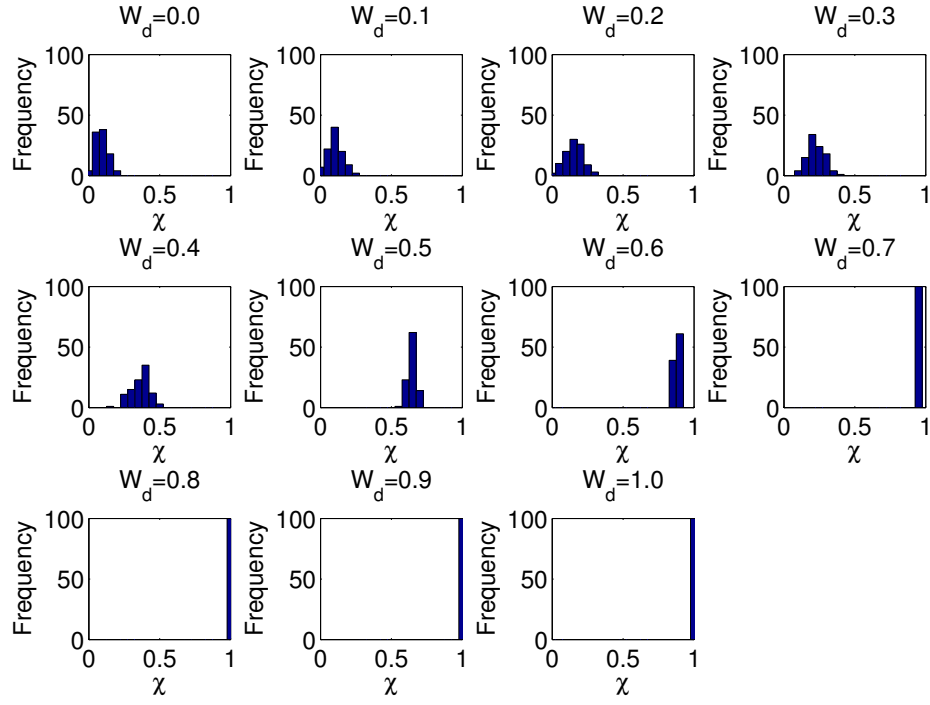 W_d=0.0 W_d=0.1 W_d=0.2 W_d=0.3
100 100 100 100
Frequency Frequency Frequency Frequency
50 50 50 50
0 0 0 0
0 0.5 1 0 0.5 1 0 0.5 1 0 0.5 1
χ χ χ χ
W_d=0.4 W_d=0.5 W_d=0.6 W_d=0.7
100 100 100 100
Frequency Frequency Frequency Frequency
50 50 50 50
0 0 0 0
0 0.5 1 0 0.5 1 0 0.5 1 0 0.5 1
χ χ χ χ
W_d=0.8 W_d=0.9 W_d=1.0
100 100 100
Frequency Frequency Frequency
50 50 50
0 0 0
0 0.5 1 0 0.5 1 0 0.5 1
χ χ χ